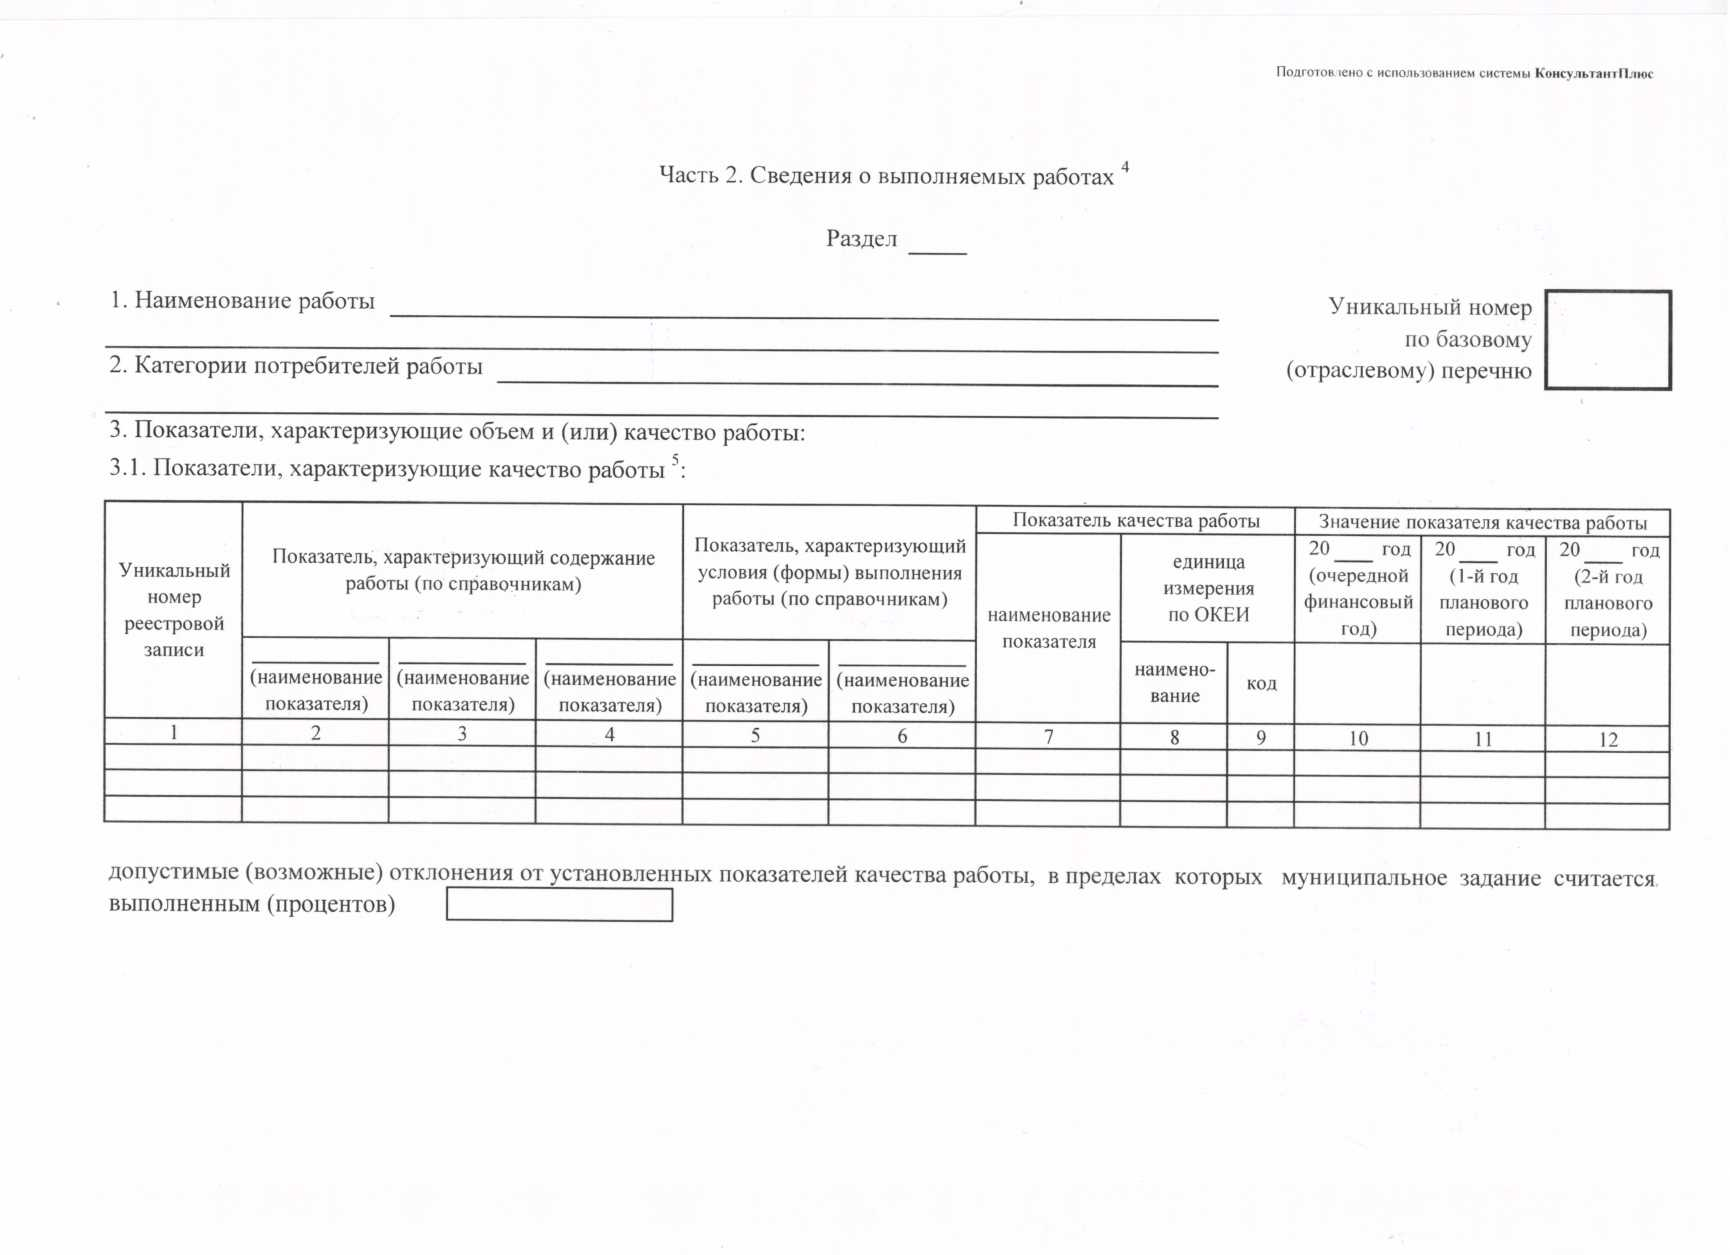 Подготовлено с использованием системы КонсультантПлюс
Часть 2. Сведения о выполняемых работах 4
Раздел
1. Наименование работы
Уникальный номер
по базовому
(отраслевому) перечню
2. Категории потребителей работы
3. Показатели, характеризующие объем и (или) качество работы:
3.1. Показатели, характеризующие качество работы 5:
Уникальный
номер
реестровой
записи
Показатель, характеризующий содержание
работы (по справочникам)
Показатель, характеризующий
условия (формы) выполнения
работы (по справочникам)
Показатель качества работы
Значение показателя качества работы
наименование
показателя
единица
измерения
по ОКЕИ
20 год
(очередной
финансовый
год)
20 год
(1-й год
планового
периода)
20 год
(2-й год
планового
периода)
(наименование
показателя)
(наименование
показателя)
(наименование
показателя)
(наименование
показателя)
(наименование
показателя)
наимено-
вание
код
1 2 3 4 5 6 7 8 9 10 11 12
допустимые (возможные) отклонения от установленных показателей качества работы, в пределах которых муниципальное задание считается
выполненным (процентов)